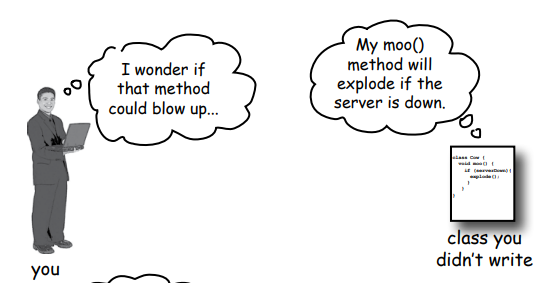 I wonder if
that method
could blow up...
My moo()
method will
explode if the
server is down.
class Cow {
void moo() {
if (serverDown){
explode();
}
}
}
class you
didn't write
you